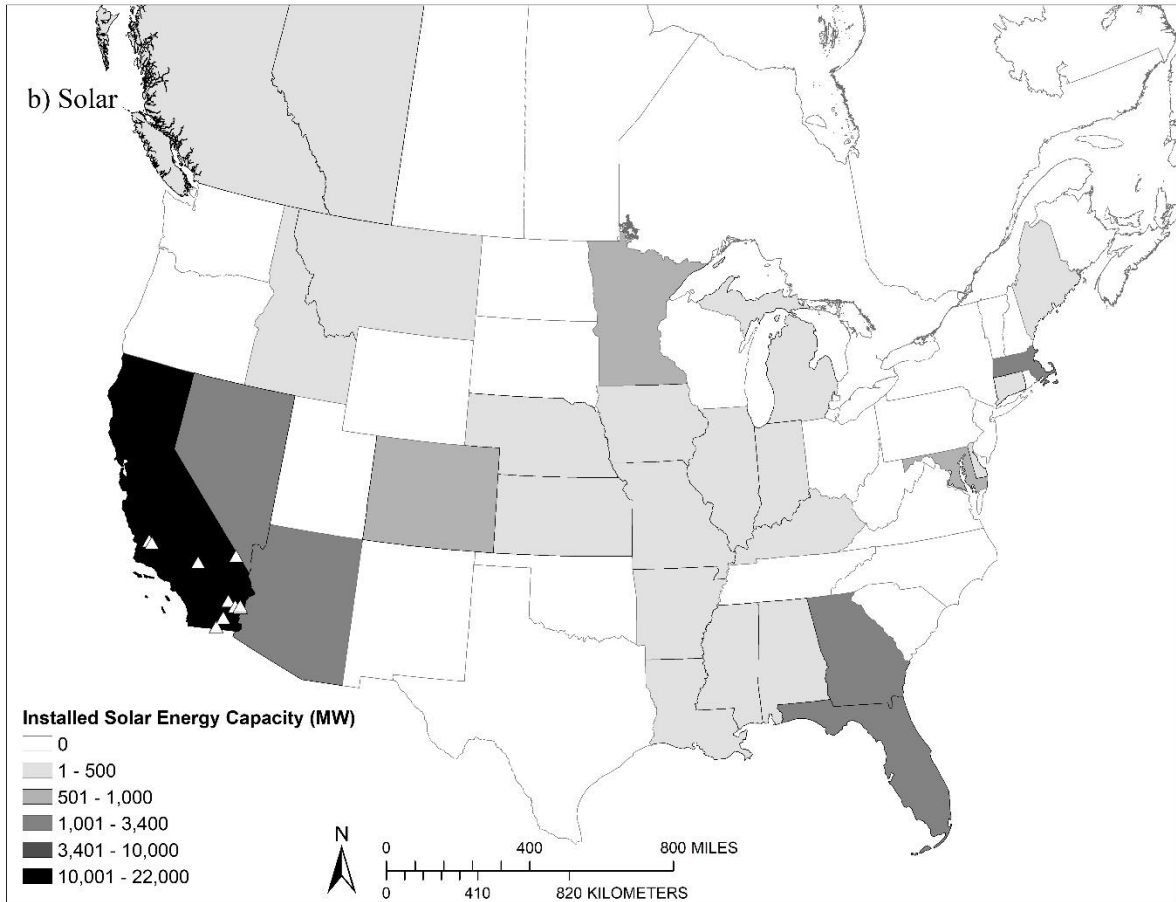 b) Solar
Installed Solar Energy Capacity (MW)
0
1 - 500
501 - 1,000
1,001 - 3,400
3,401 - 10,000
10,001 - 22,000
N
0 400 800 MILES
0 410 820 KILOMETERS